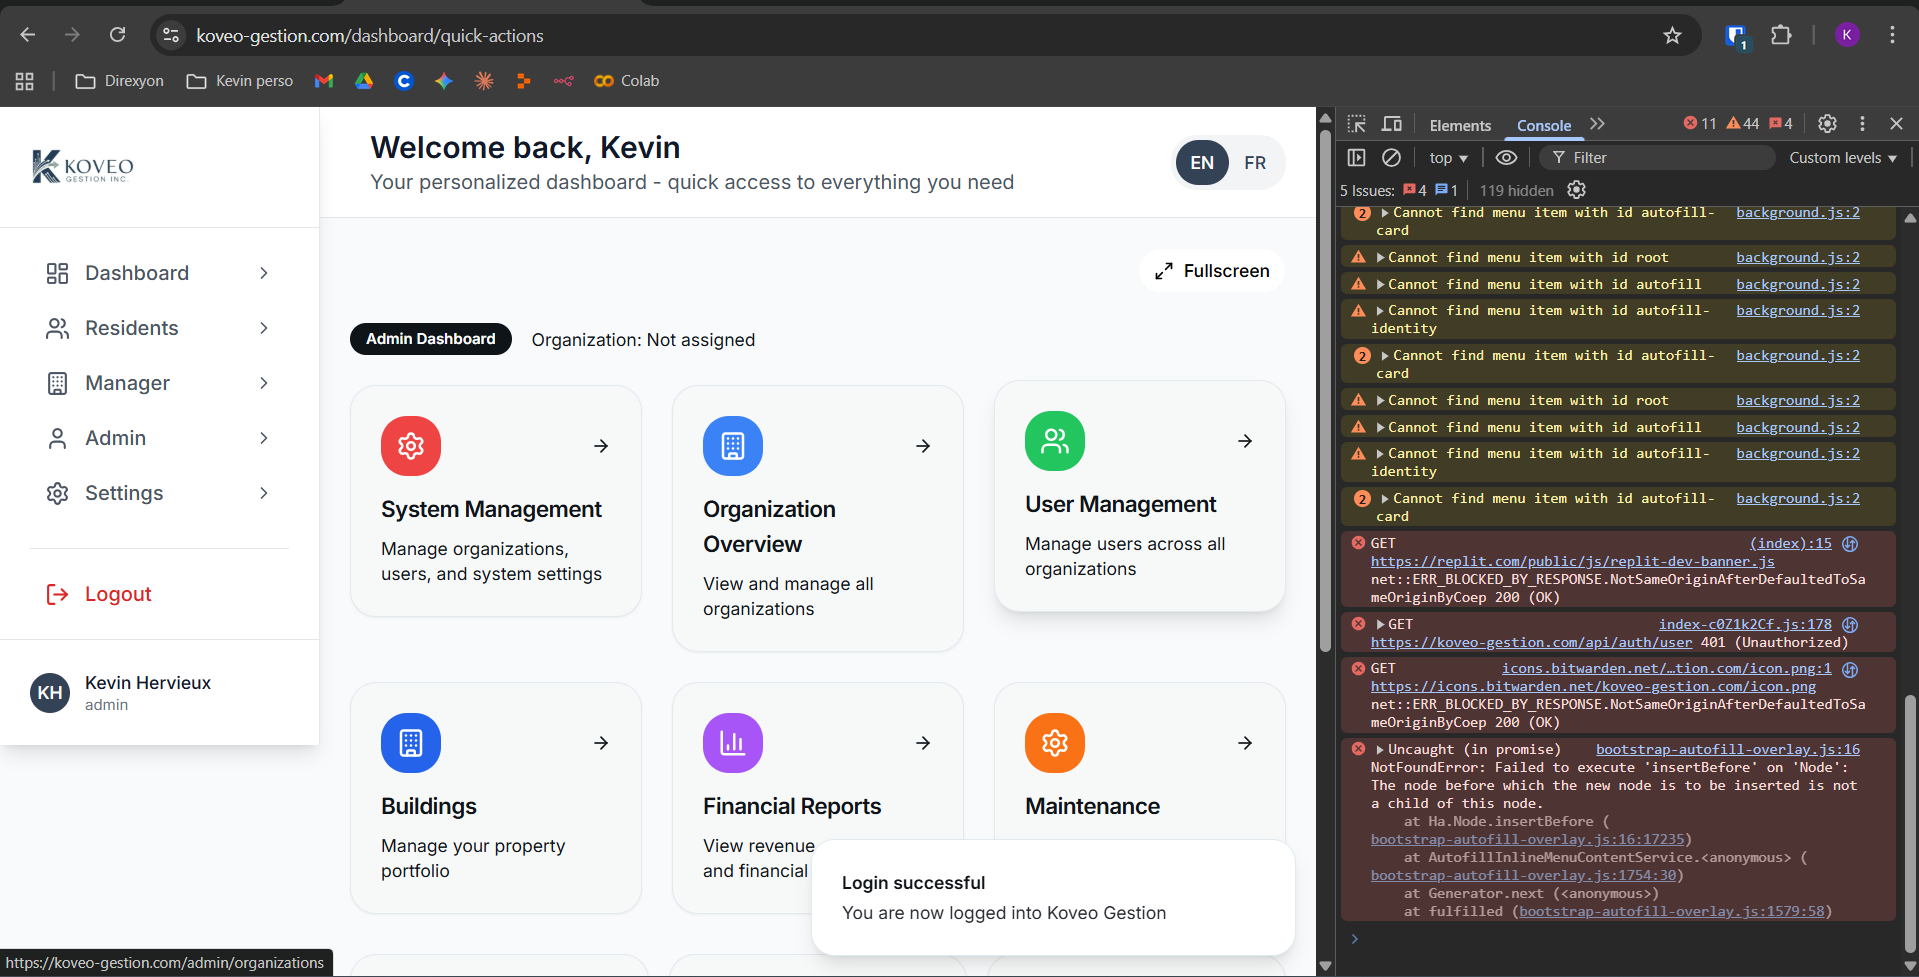 koveo-gestion.com/dashboard/quick-actions
1
K
Direxyon
Kevin perso
Colab
KOVEO
GESTION INC.
Dashboard
Residents
Manager
Admin
Settings
Logout
KH
Kevin Hervieux
admin
Welcome back, Kevin
Your personalized dashboard - quick access to everything you need
EN FR
Fullscreen
Admin Dashboard
Organization: Not assigned
System Management
Manage organizations,
users, and system settings
Organization
Overview
View and manage all
organizations
User Management
Manage users across all
organizations
Buildings
Manage your property
portfolio
Financial Reports
View revenue
and financial
Maintenance
Login successful
You are now logged into Koveo Gestion
https://koveo-gestion.com/admin/organizations
Elements Console 11 44 4
top Filter Custom levels
5 Issues: 4 1 119 hidden
2 Cannot find menu item with id autofill- background.js:2
card
Cannot find menu item with id root background.js:2
Cannot find menu item with id autofill background.js:2
Cannot find menu item with id autofill- background.js:2
identity
2 Cannot find menu item with id autofill- background.js:2
card
Cannot find menu item with id root background.js:2
Cannot find menu item with id autofill background.js:2
Cannot find menu item with id autofill- background.js:2
identity
2 Cannot find menu item with id autofill- background.js:2
card
GET (index):15
https://replit.com/public/js/replit-dev-banner.js
net::ERR_BLOCKED_BY_RESPONSE.NotSameOriginAfterDefaultedToSa
meOriginByCoep 200 (OK)
GET index-c0Z1k2Cf.js:178
https://koveo-gestion.com/api/auth/user 401 (Unauthorized)
GET icons.bitwarden.net/…tion.com/icon.png:1
https://icons.bitwarden.net/koveo-gestion.com/icon.png
net::ERR_BLOCKED_BY_RESPONSE.NotSameOriginAfterDefaultedToSa
meOriginByCoep 200 (OK)
Uncaught (in promise) bootstrap-autofill-overlay.js:16
NotFoundError: Failed to execute 'insertBefore' on 'Node':
The node before which the new node is to be inserted is not
a child of this node.
at Ha.Node.insertBefore (
bootstrap-autofill-overlay.js:16:17235)
at AutofillInlineMenuContentService.<anonymous> (
bootstrap-autofill-overlay.js:1754:30)
at Generator.next (<anonymous>)
at fulfilled (bootstrap-autofill-overlay.js:1579:58)